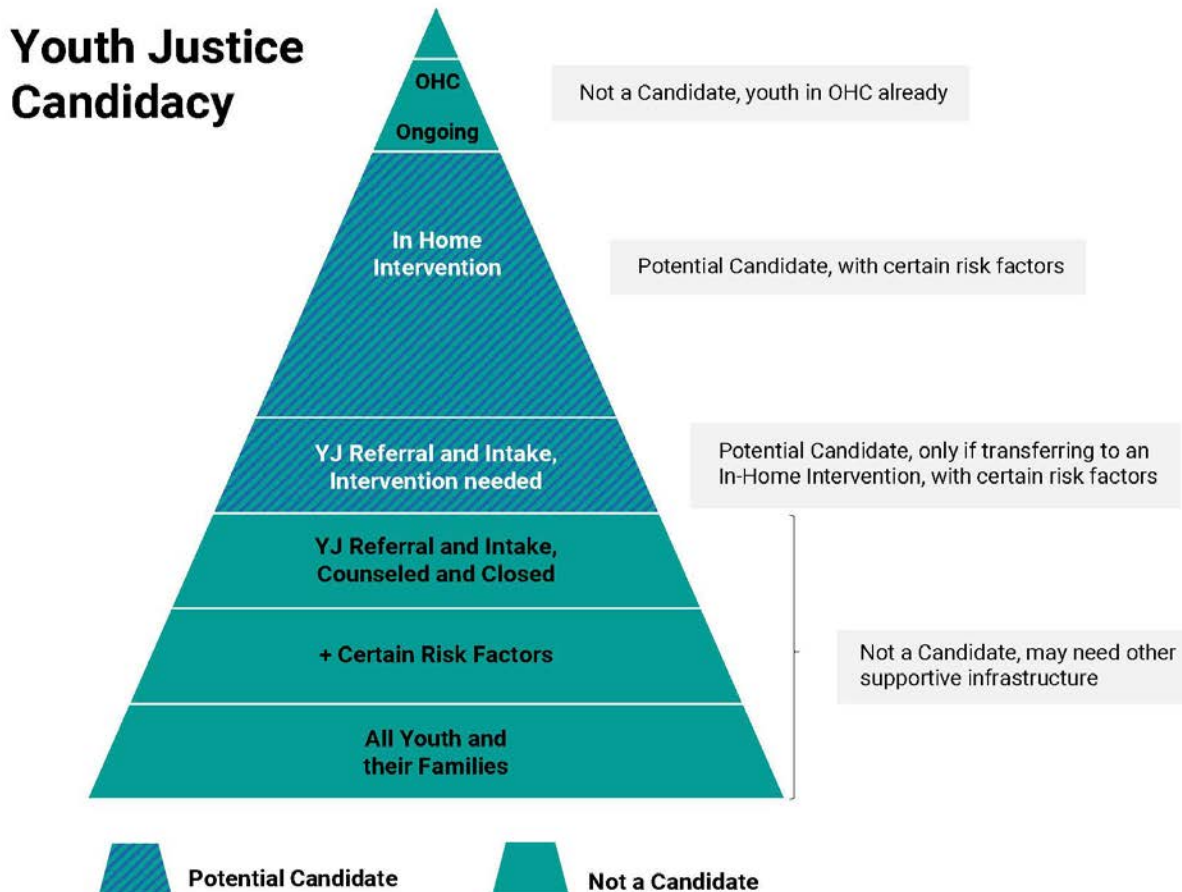 Youth Justice
Candidacy
OHC
Ongoing
Not a Candidate, youth in OHC already
In Home
Intervention
Potential Candidate, with certain risk factors
YJ Referral and Intake,
Intervention needed
Potential Candidate, only if transferring to an
In-Home Intervention, with certain risk factors
YJ Referral and Intake,
Counseled and Closed
+ Certain Risk Factors
Not a Candidate, may need other
supportive infrastructure
All Youth and
their Families
Potential Candidate
Not a Candidate